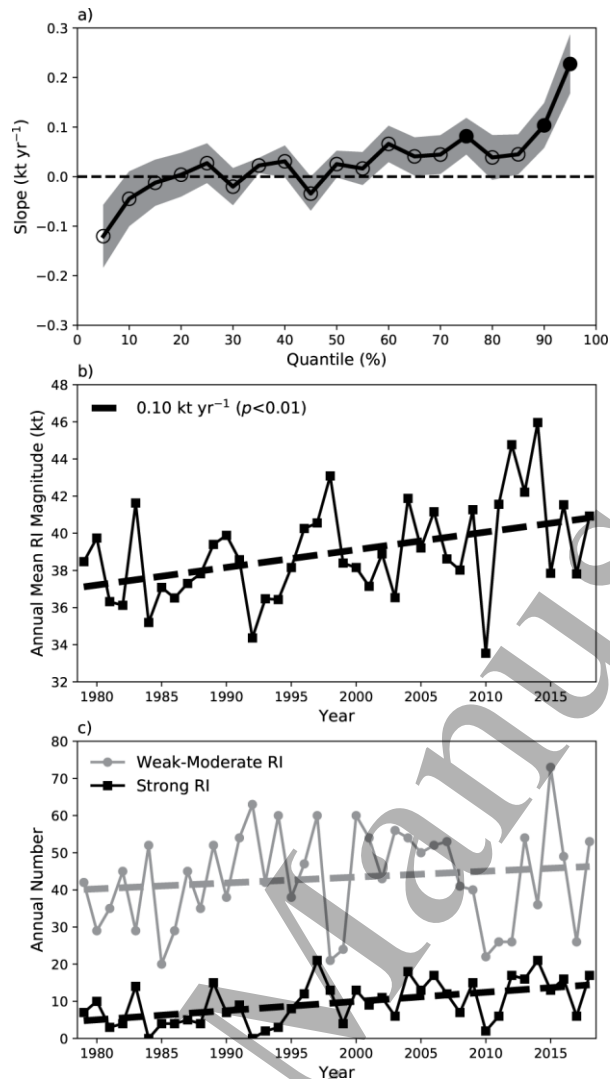 a)
0.3
0.2
0.1
0.0
−0.1
−0.2
−0.3
Slope (kt yr⁻¹)
0 10 20 30 40 50 60 70 80 90 100
Quantile (%)
b)
48
46
44
42
40
38
36
34
32
Annual Mean RI Magnitude (kt)
0.10 kt yr⁻¹ (p<0.01)
1980 1985 1990 1995 2000 2005 2010 2015
Year
c)
80
70
60
50
40
30
20
10
0
Annual Number
Weak-Moderate RI
Strong RI
1980 1985 1990 1995 2000 2005 2010 2015
Year
Manus